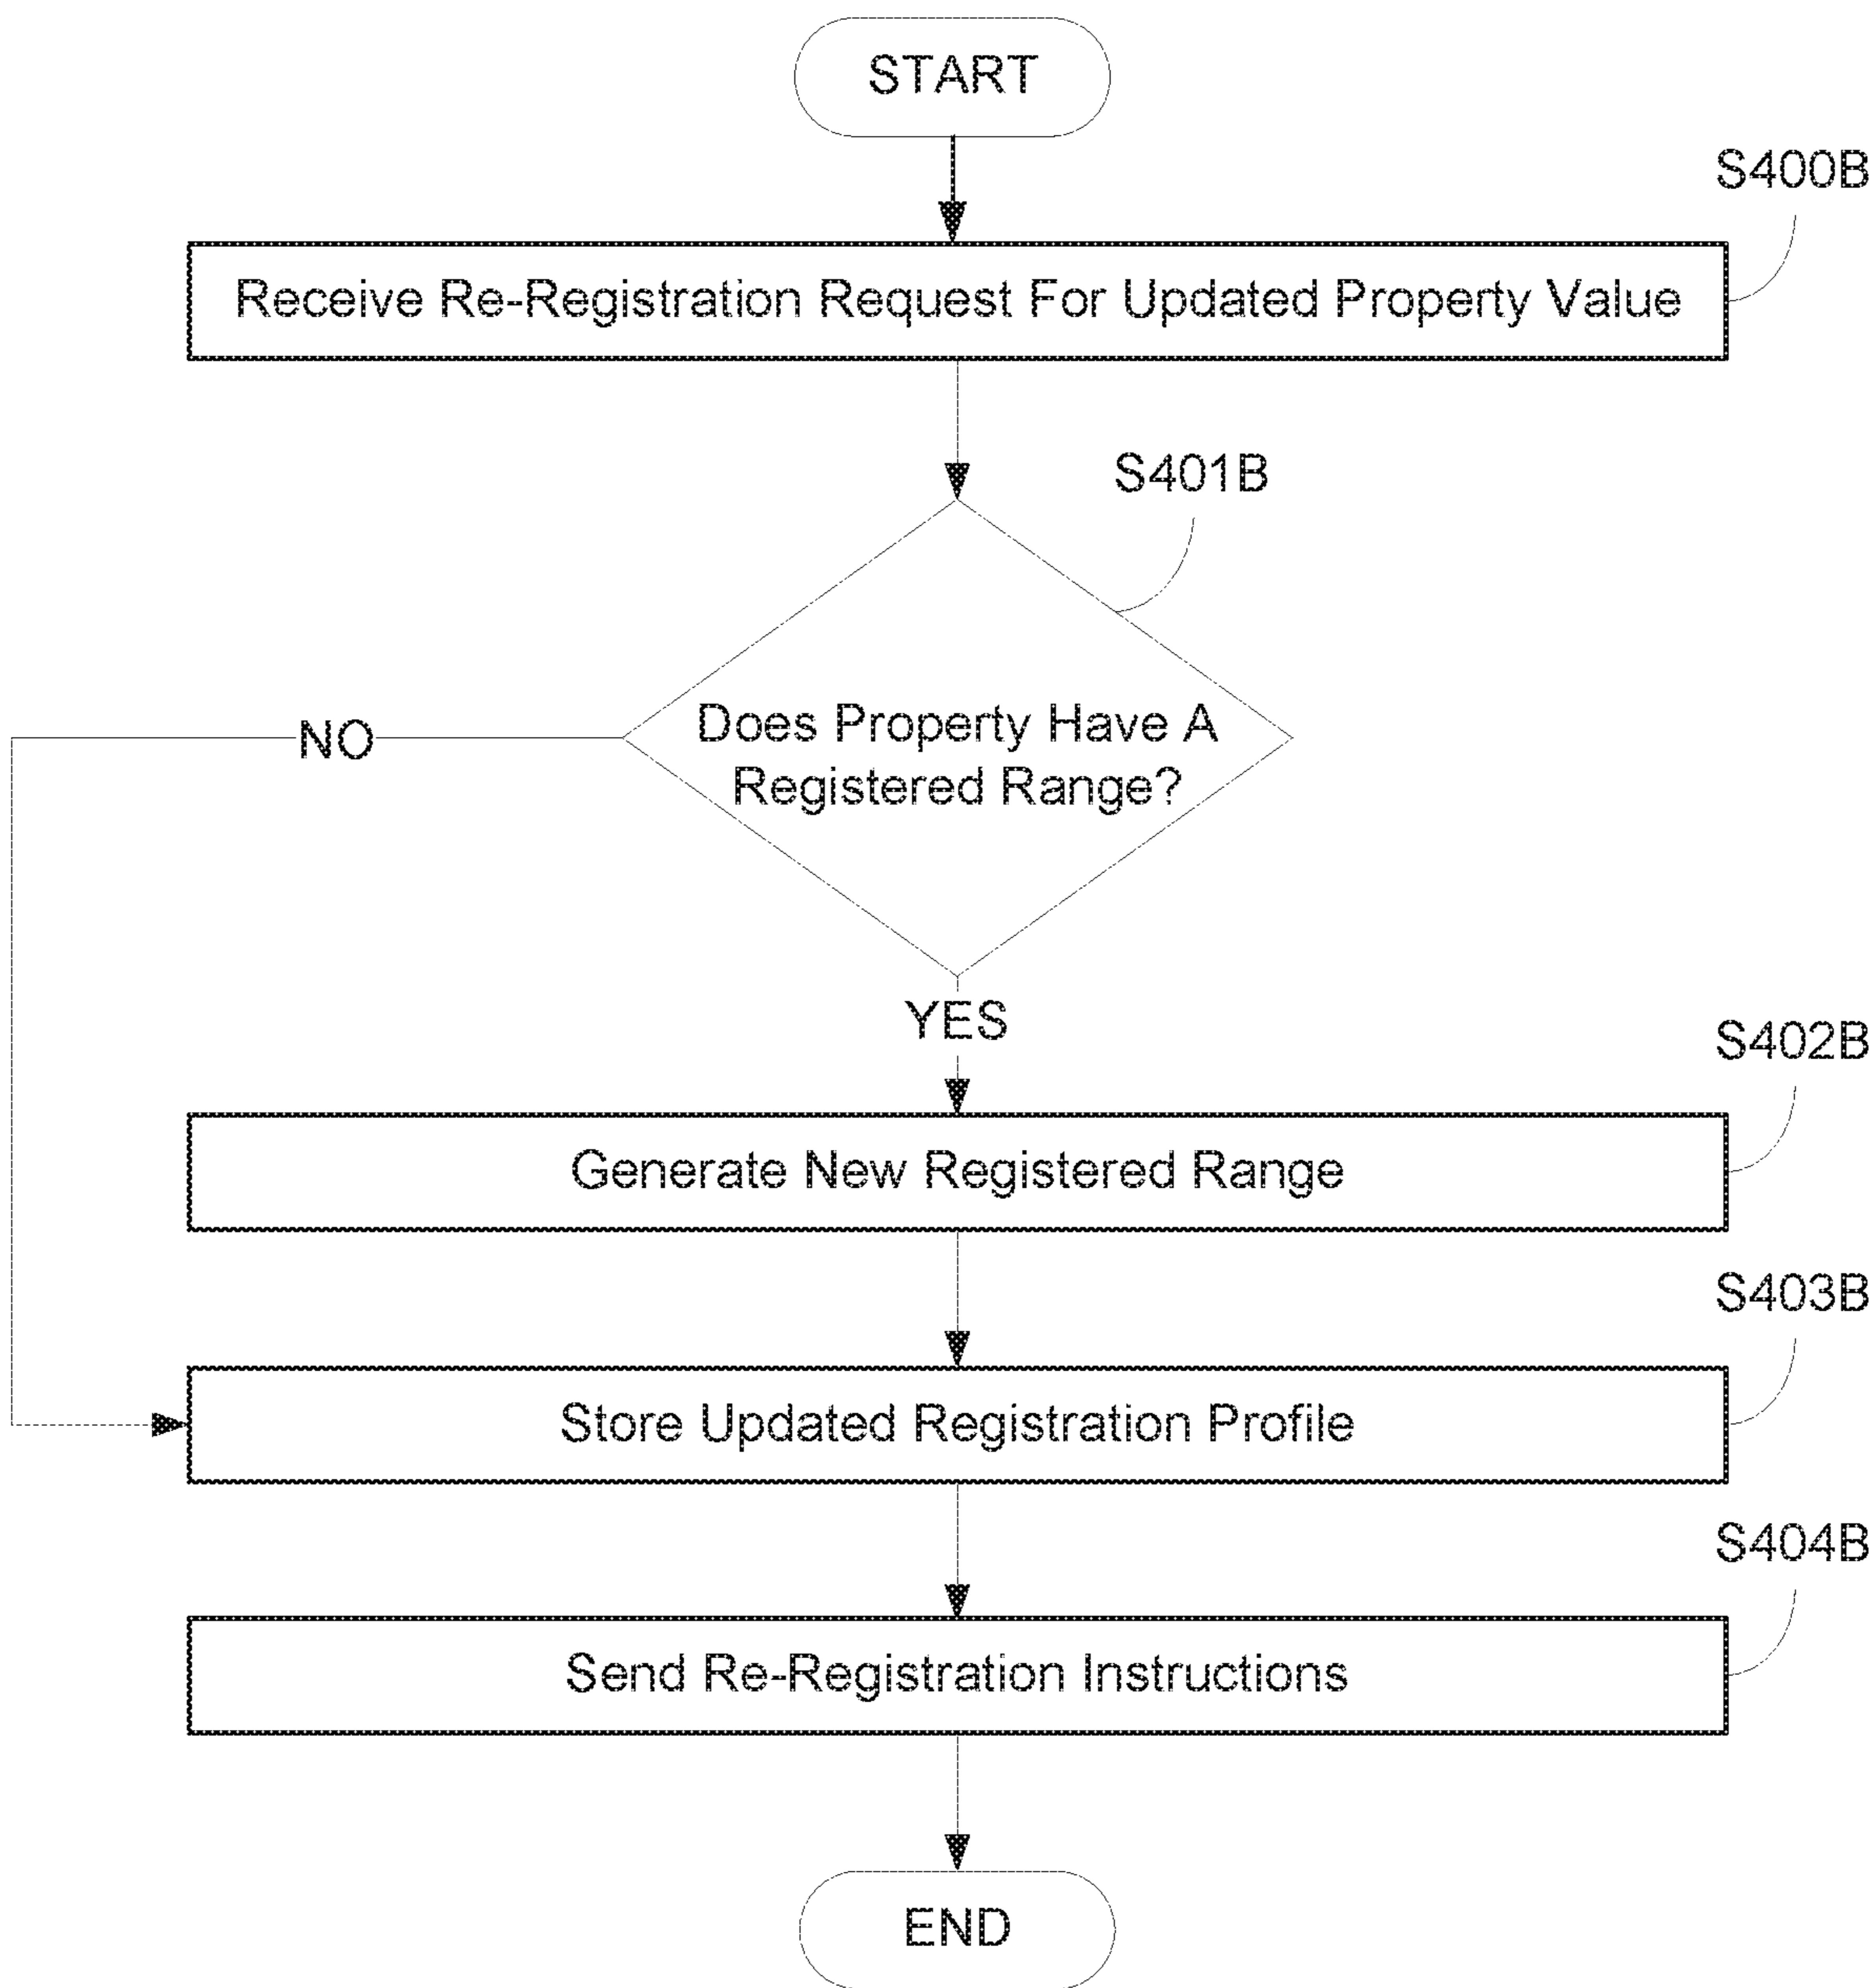 START
S400B
Receive Re-Registration Request For Updated Property Value
S401B
Does Property Have A
Registered Range?
NO
YES
S402B
Generate New Registered Range
S403B
Store Updated Registration Profile
S404B
Send Re-Registration Instructions
END